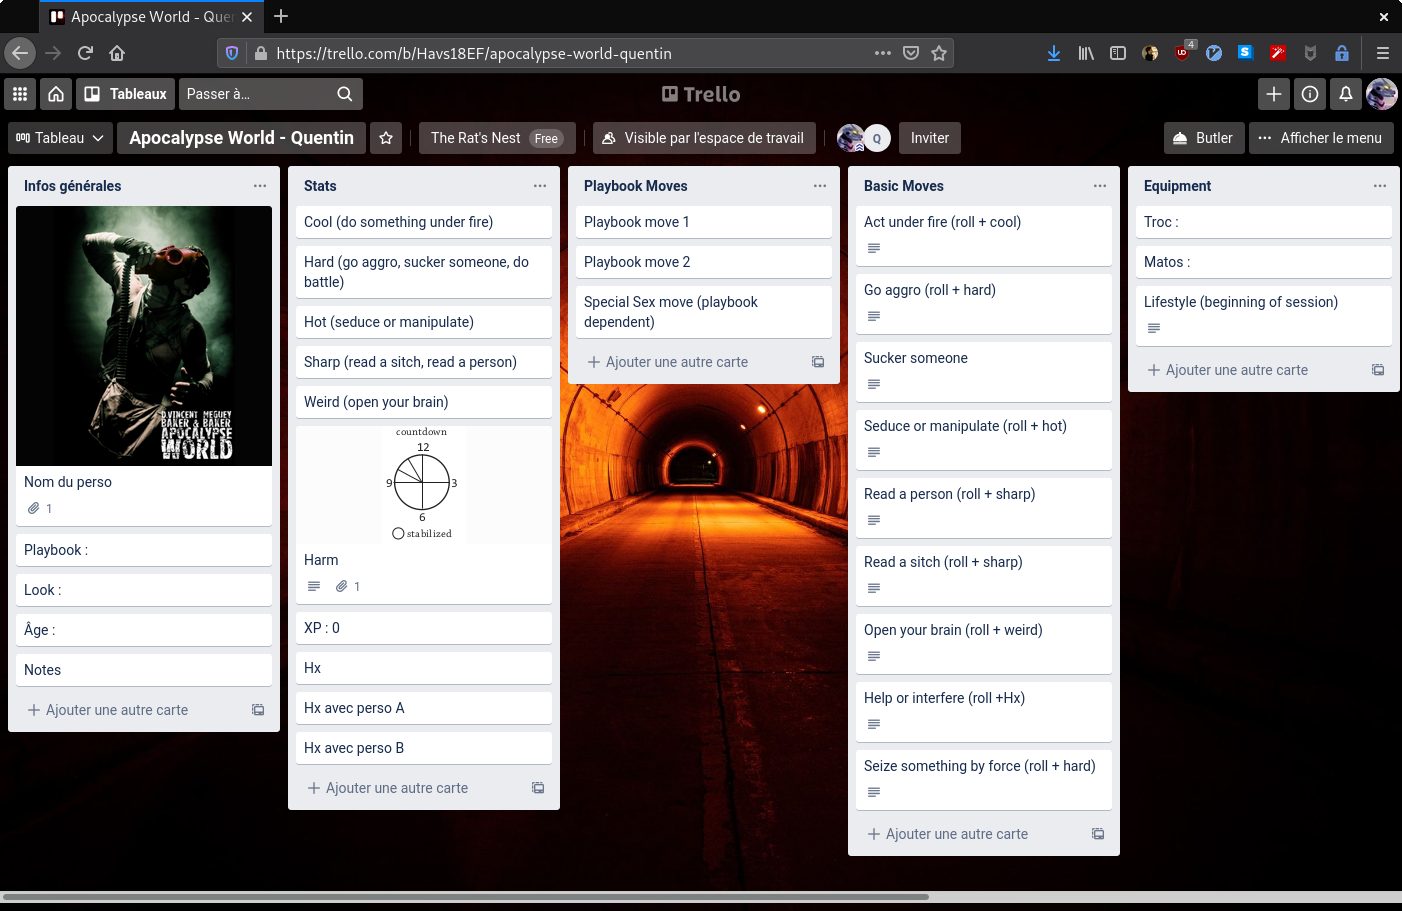 Apocalypse World - Quer
https://trello.com/b/Havs18EF/apocalypse-world-quentin
4
Tableaux
Passer à…
Trello
Tableau
Apocalypse World - Quentin
The Rat's Nest
Free
Visible par l'espace de travail
Q
Inviter
Butler
Afficher le menu
Infos générales
D.VINCENT MEGUEY
BAKER & BAKER
APOCALYPSE
WORLD
Nom du perso
1
Playbook :
Look :
Âge :
Notes
Ajouter une autre carte
Stats
Cool (do something under fire)
Hard (go aggro, sucker someone, do
battle)
Hot (seduce or manipulate)
Sharp (read a sitch, read a person)
Weird (open your brain)
countdown
12
9
3
6
stabilized
Harm
1
XP : 0
Hx
Hx avec perso A
Hx avec perso B
Ajouter une autre carte
Playbook Moves
Playbook move 1
Playbook move 2
Special Sex move (playbook
dependent)
Ajouter une autre carte
Basic Moves
Act under fire (roll + cool)
Go aggro (roll + hard)
Sucker someone
Seduce or manipulate (roll + hot)
Read a person (roll + sharp)
Read a sitch (roll + sharp)
Open your brain (roll + weird)
Help or interfere (roll +Hx)
Seize something by force (roll + hard)
Ajouter une autre carte
Equipment
Troc :
Matos :
Lifestyle (beginning of session)
Ajouter une autre carte